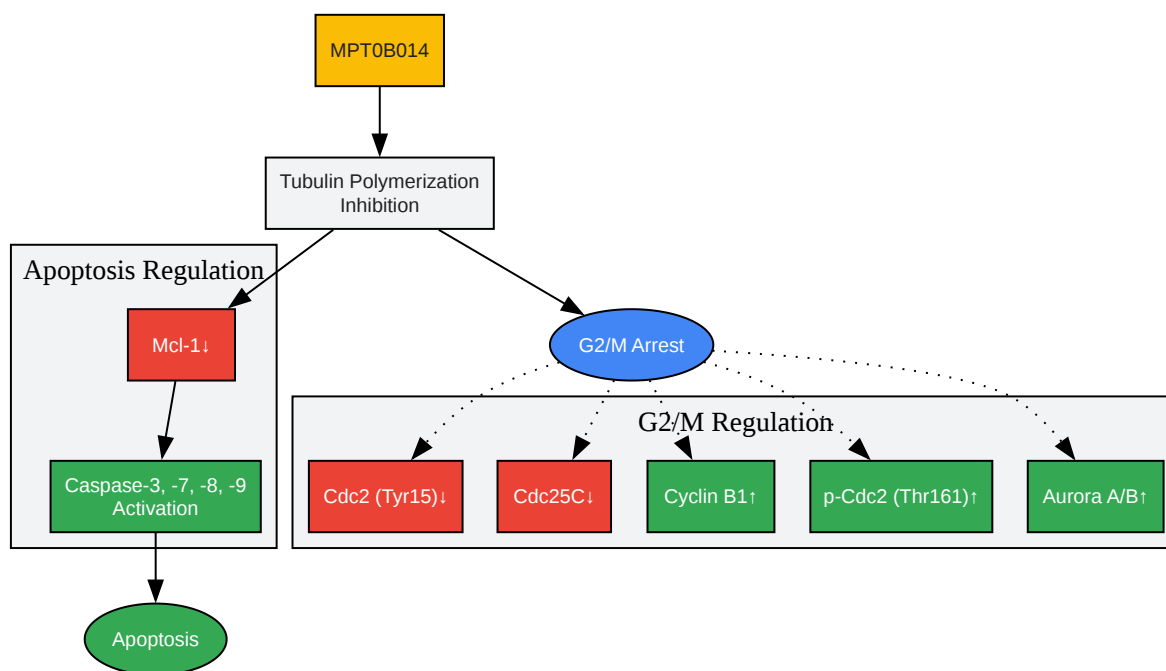 MPT0B014
Tubulin Polymerization
Inhibition
Apoptosis Regulation
Mcl-1↓
G2/M Arrest
G2/M Regulation
Caspase-3, -7, -8, -9
Activation
Cdc2 (Tyr15)↓
Cdc25C↓
Cyclin B1↑
p-Cdc2 (Thr161)↑
Aurora A/B↑
Apoptosis